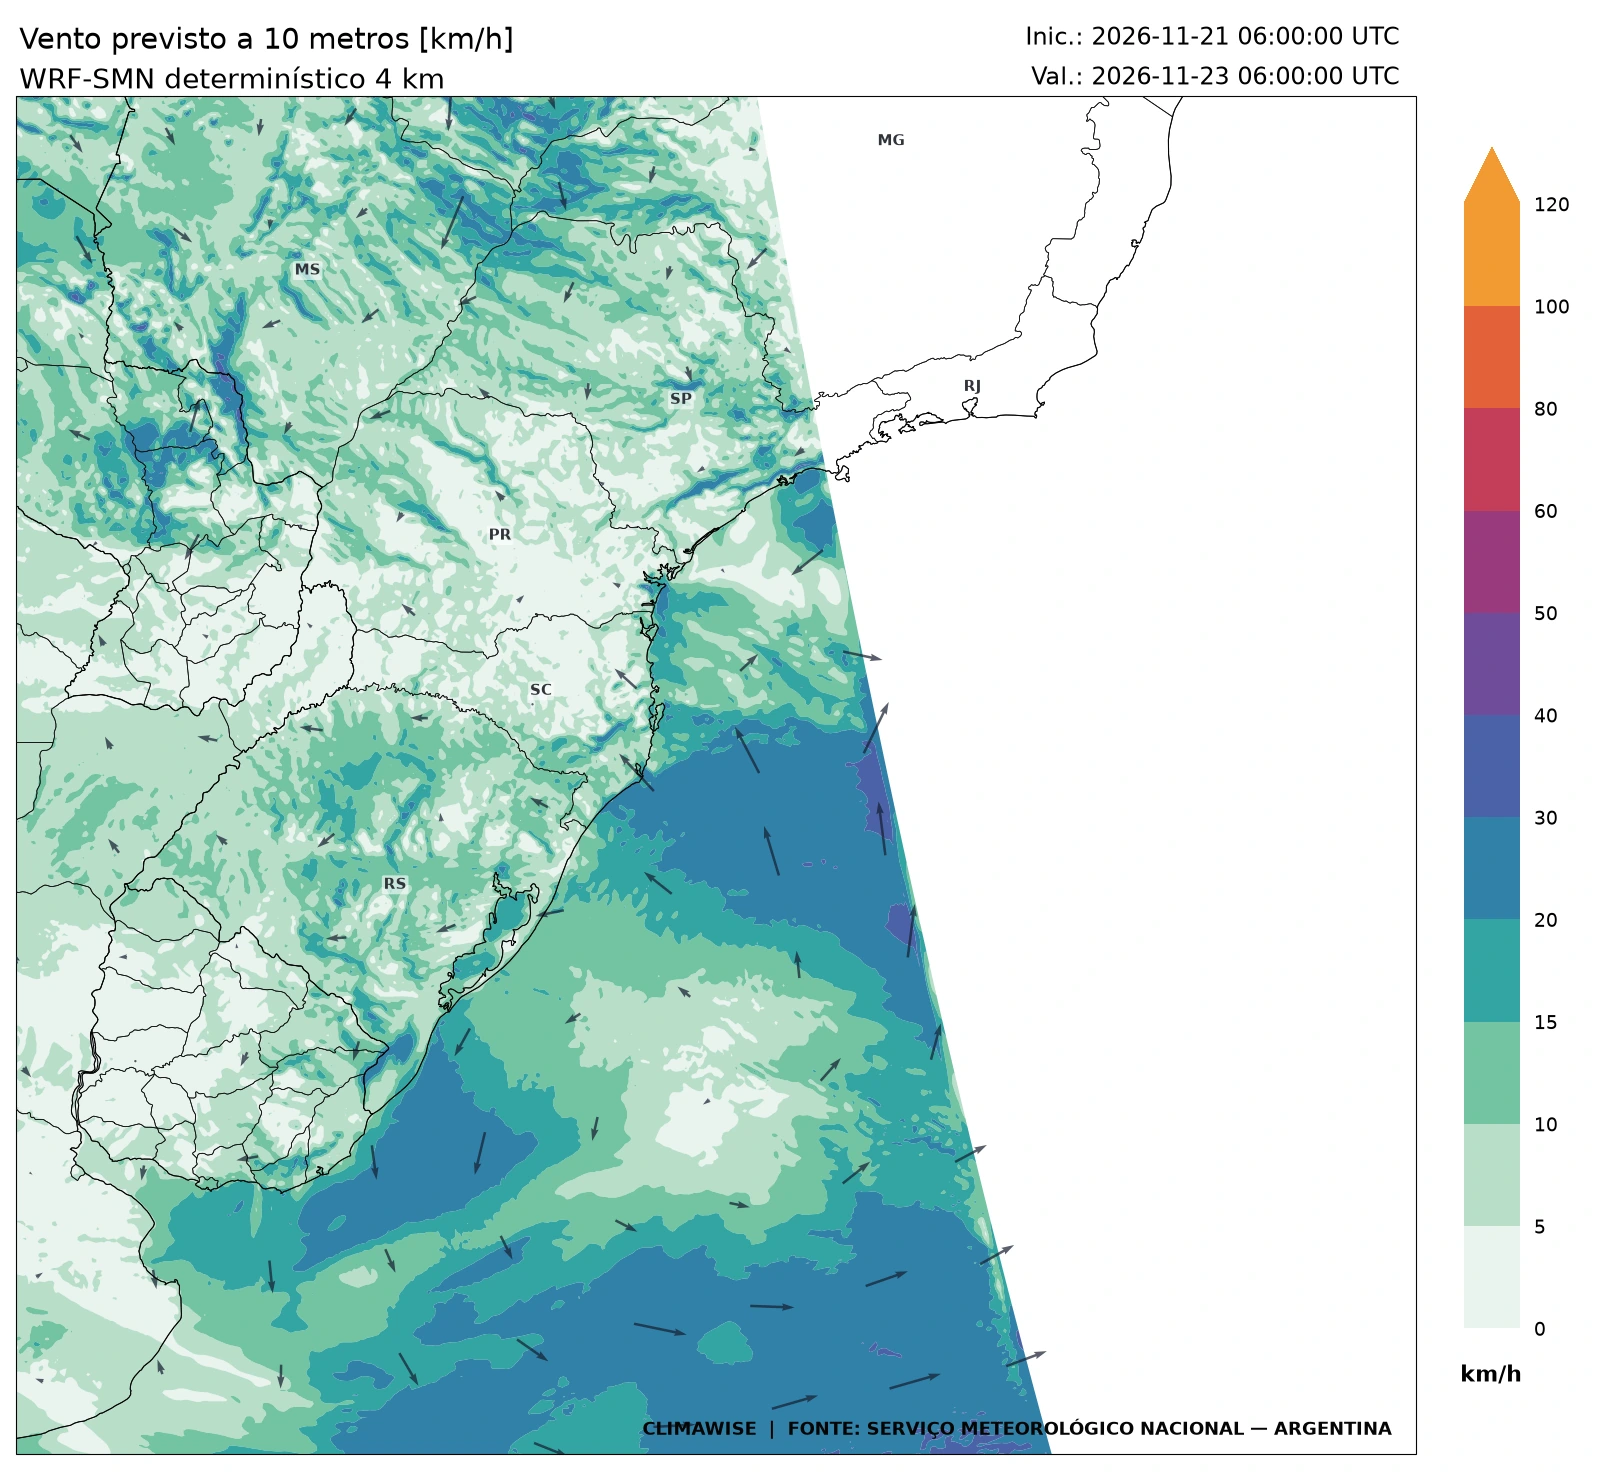 Vento previsto a 10 metros [km/h]
WRF-SMN determinístico 4 km
Inic.: 2026-11-21 06:00:00 UTC
Val.: 2026-11-23 06:00:00 UTC
MG
MS
RJ
SP
PR
SC
RS
120
100
80
60
50
40
30
20
15
10
5
0
km/h
CLIMAWISE | FONTE: SERVIÇO METEOROLÓGICO NACIONAL — ARGENTINA